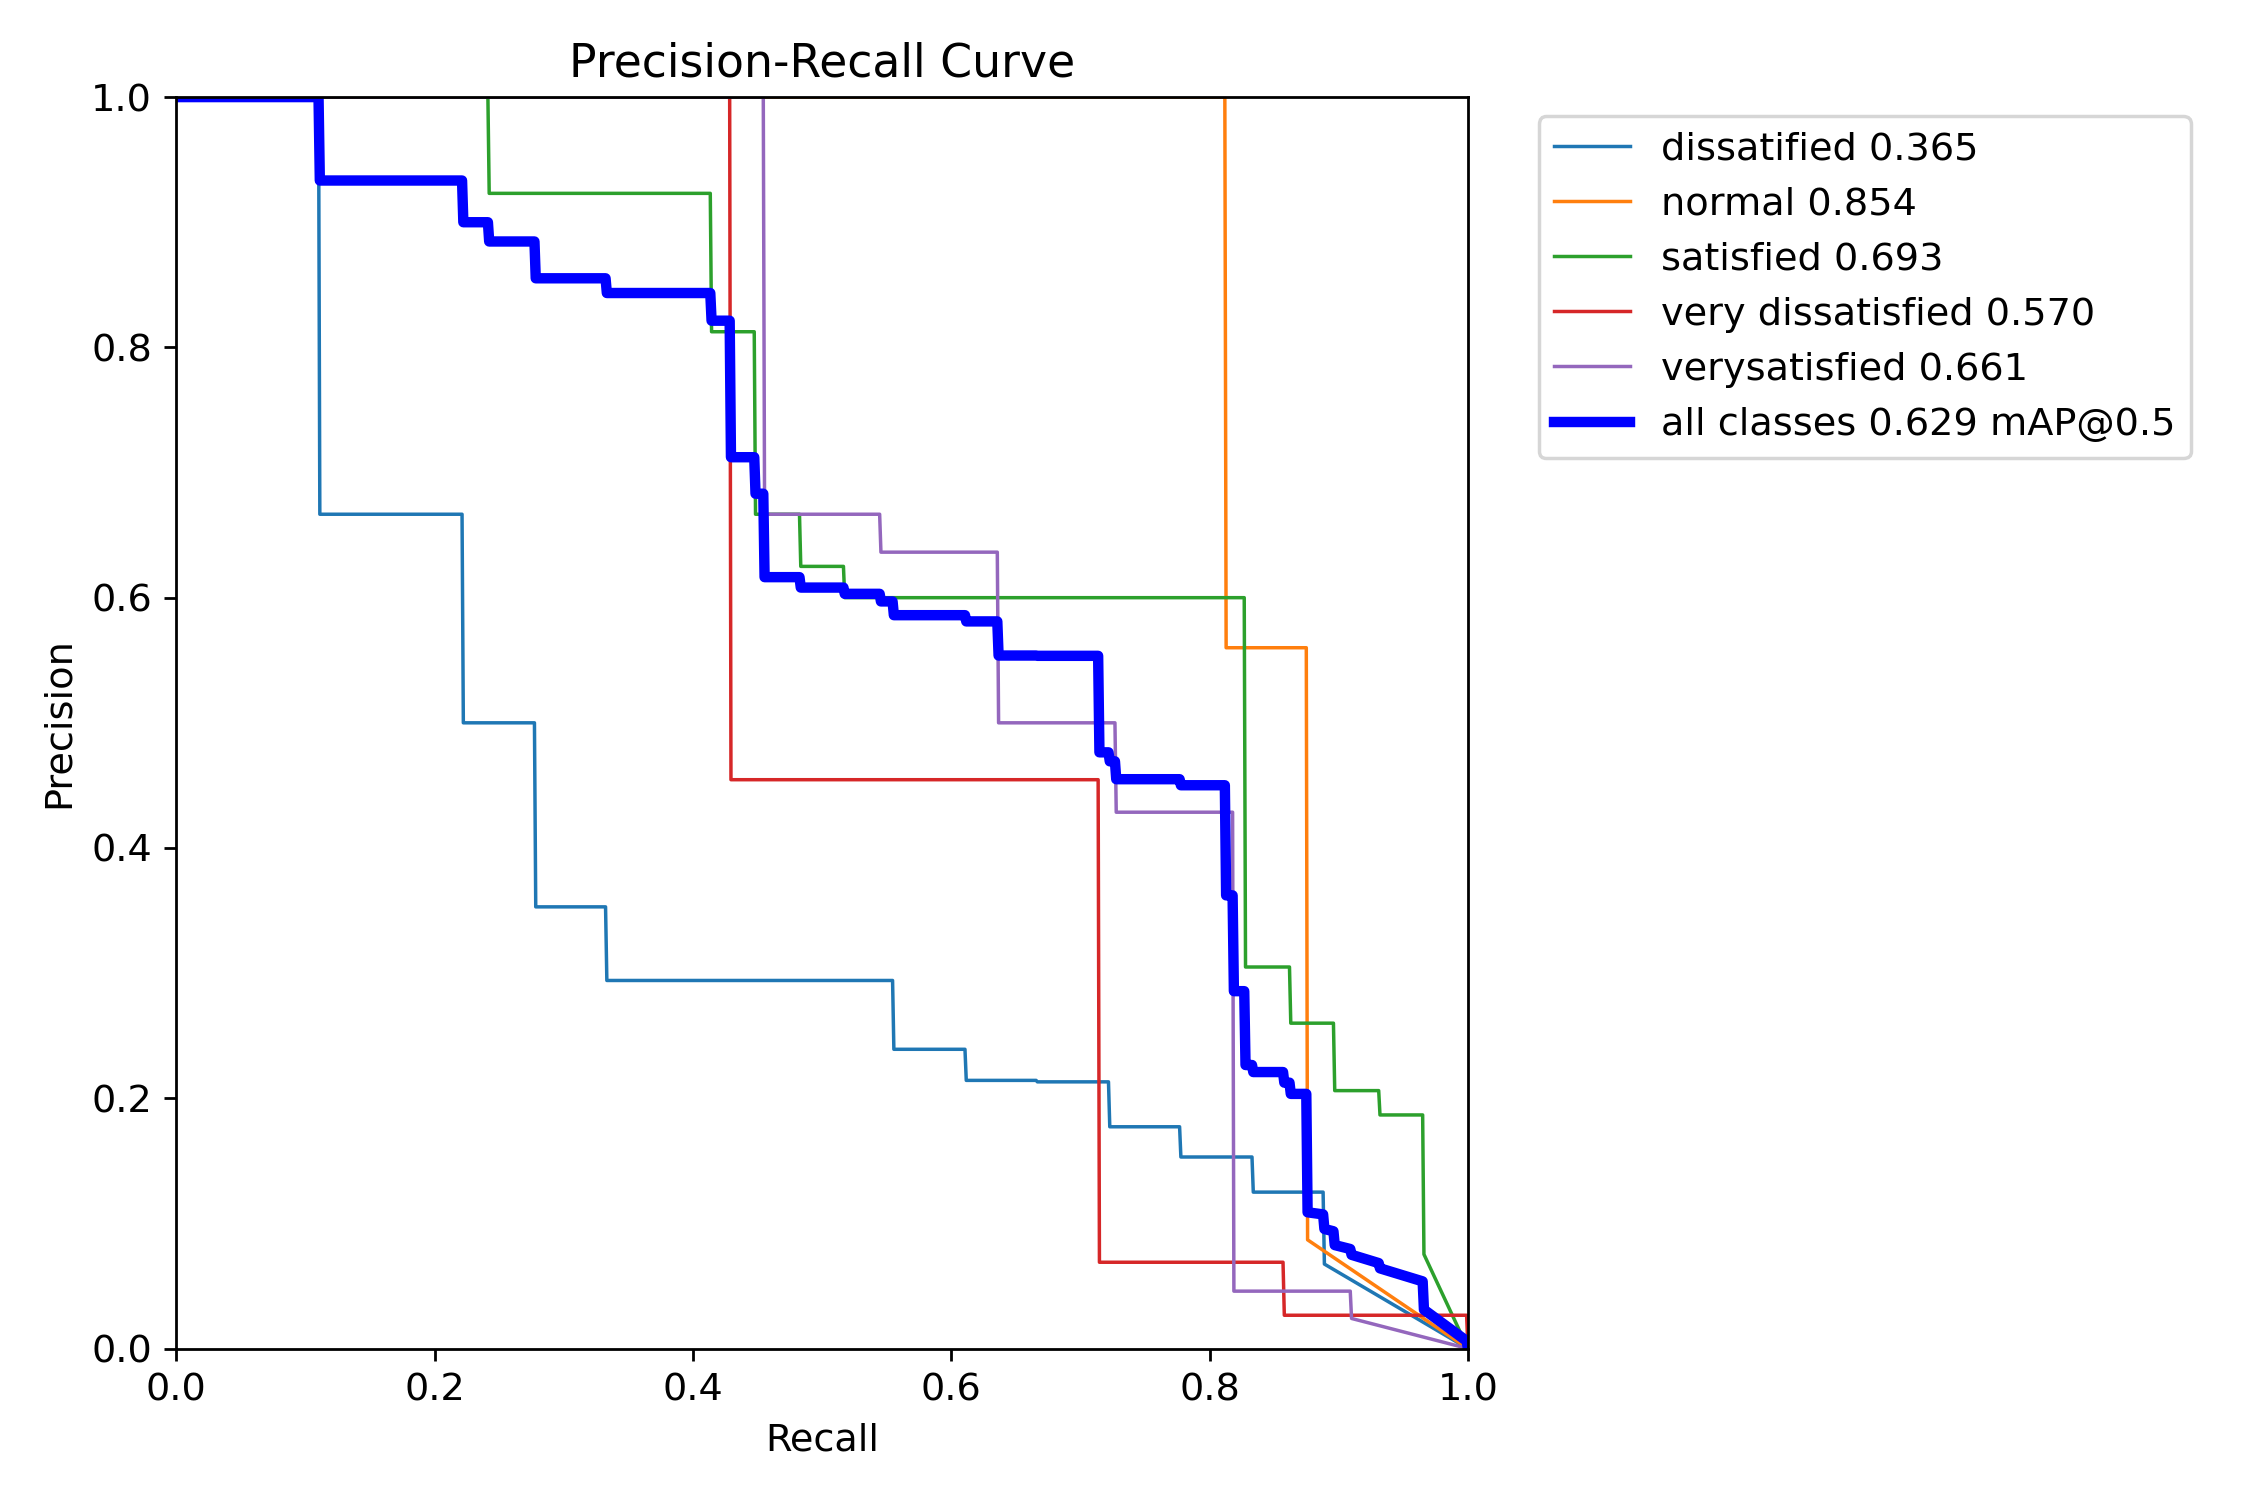 Precision-Recall Curve
1.0
0.8
0.6
0.4
0.2
0.0
Precision
0.0 0.2 0.4 0.6 0.8 1.0
Recall
dissatified 0.365
normal 0.854
satisfied 0.693
very dissatisfied 0.570
verysatisfied 0.661
all classes 0.629 mAP@0.5